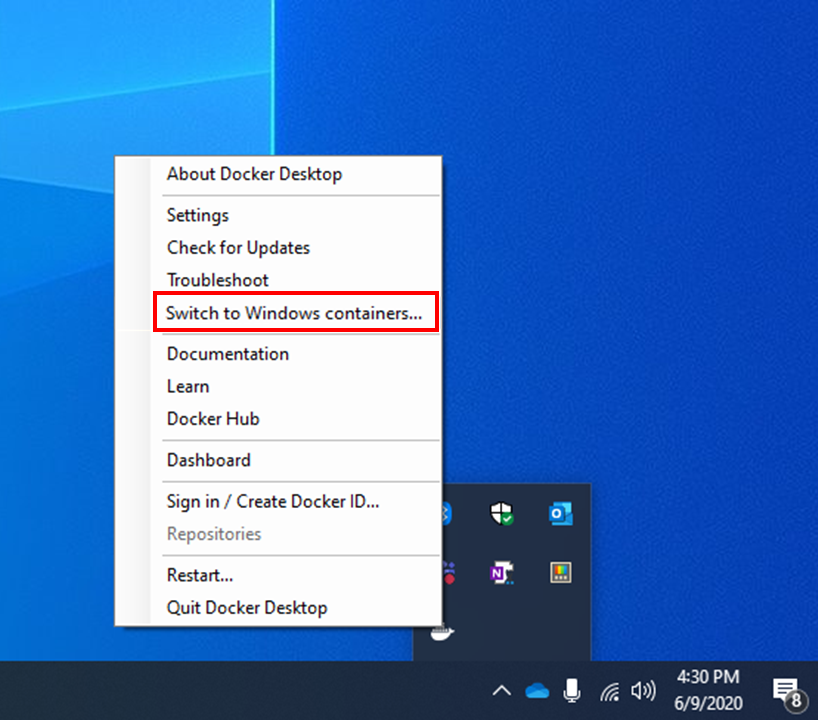 About Docker Desktop
Settings
Check for Updates
Troubleshoot
Switch to Windows containers...
Documentation
Learn
Docker Hub
Dashboard
Sign in / Create Docker ID...
Repositories
Restart...
Quit Docker Desktop
4:30 PM
6/9/2020
8